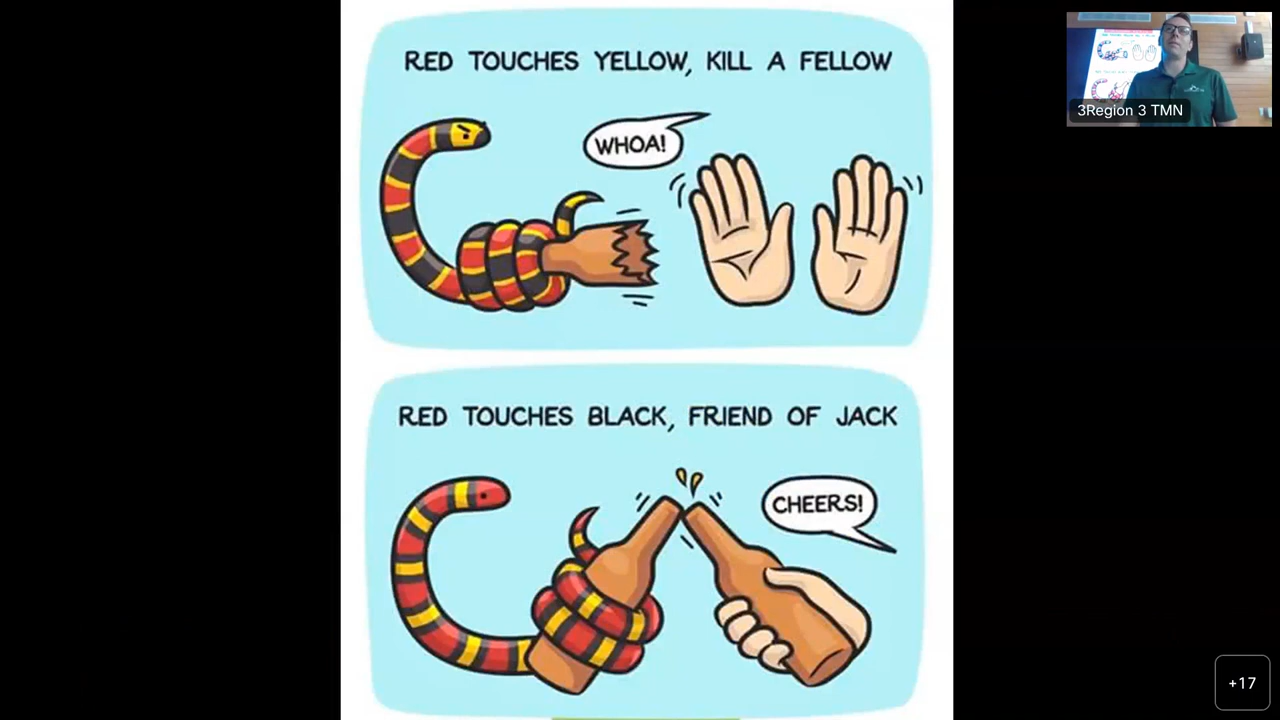 RED TOUCHES YELLOW, KILL A FELLOW
WHOA!
RED TOUCHES BLACK, FRIEND OF JACK
CHEERS!
3Region 3 TMN
+17